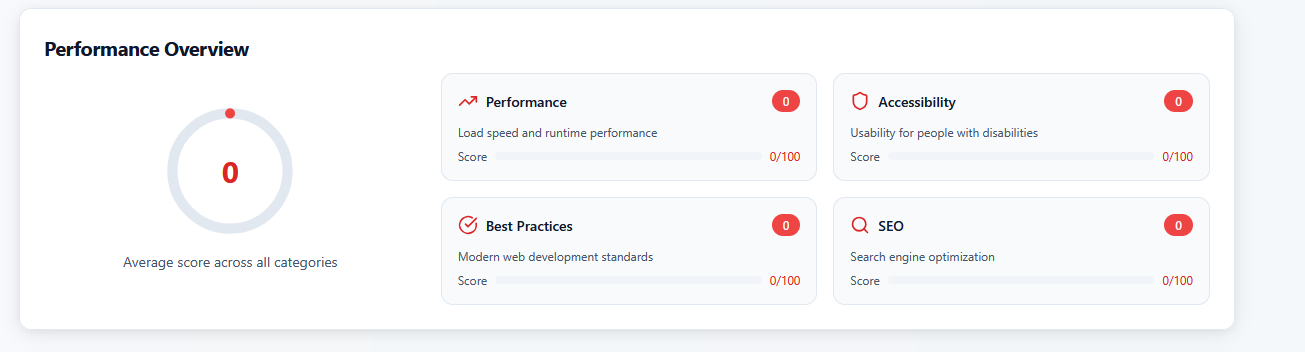 Performance Overview
0
Average score across all categories
Performance
0
Load speed and runtime performance
Score
0/100
Accessibility
0
Usability for people with disabilities
Score
0/100
Best Practices
0
Modern web development standards
Score
0/100
SEO
0
Search engine optimization
Score
0/100